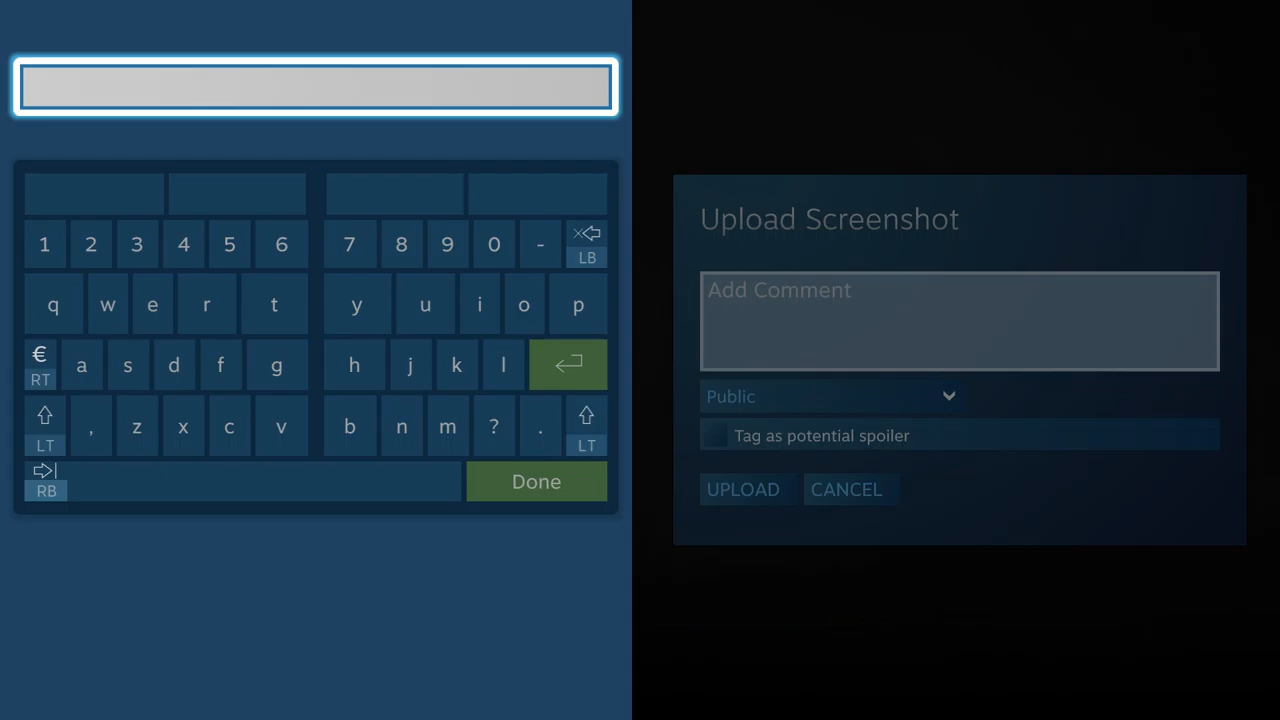 1 2 3 4 5 6 7 8 9 0 -
LB
q w e r t y u i o p
€
RT
a s d f g h j k l
LT
, z x c v b n m ? .
LT
RB
Done
Upload Screenshot
Add Comment
Public
Tag as potential spoiler
UPLOAD CANCEL